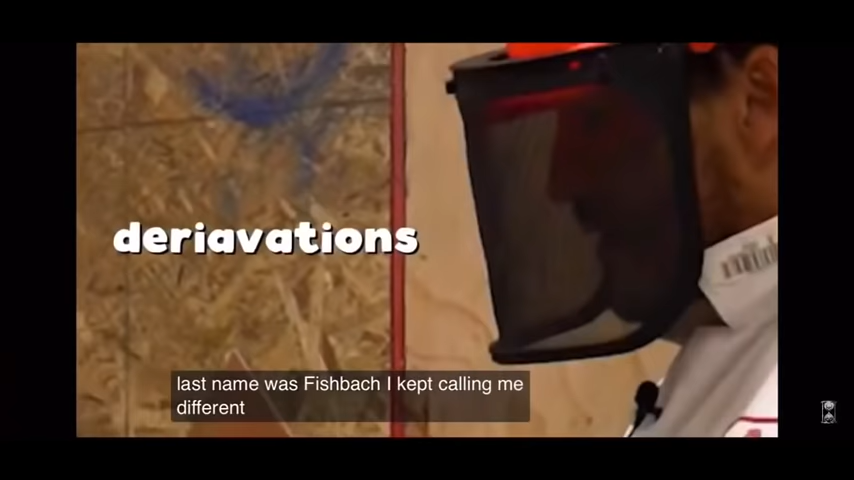 deriavations
last name was Fishbach I kept calling me
different